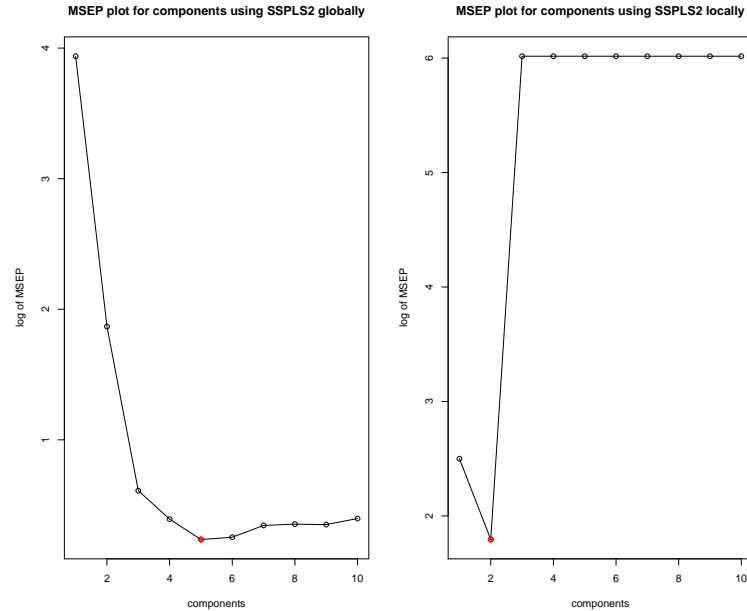 MSEP plot for components using SSPLS2 globally
4
3
2
1
log of MSEP
2 4 6 8 10
components
MSEP plot for components using SSPLS2 locally
6
5
4
3
2
log of MSEP
2 4 6 8 10
components